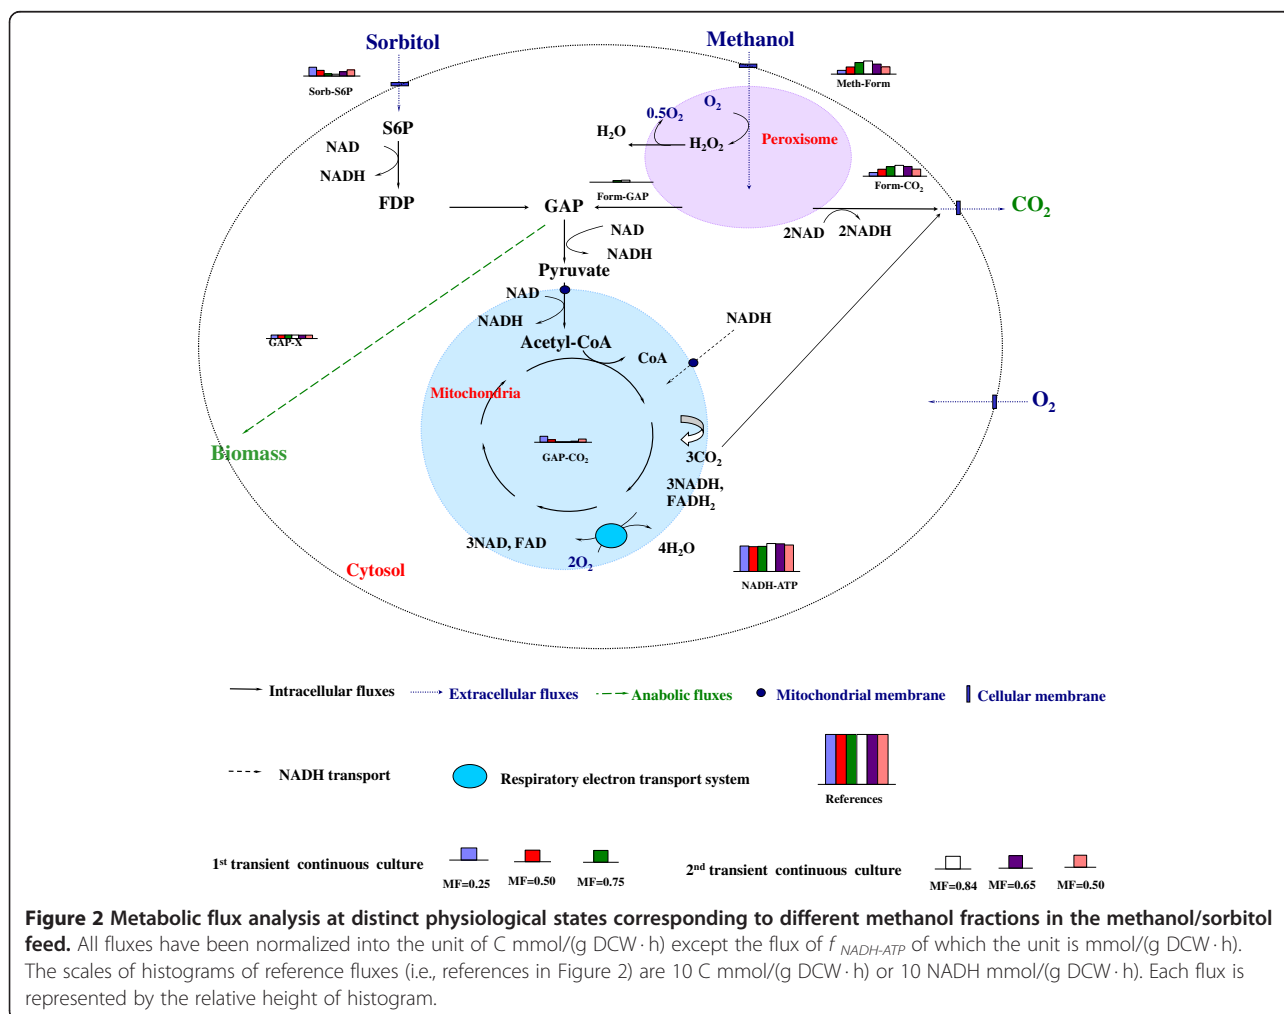 Sorbitol
Methanol
Sorb-S6P
Meth-Form
O2
0.5O2
H2O
H2O2
Peroxisome
S6P
NAD
NADH
FDP
Form-GAP
GAP
Form-CO2
CO2
2NAD
2NADH
NAD
NADH
Pyruvate
NAD
NADH
NADH
Acetyl-CoA
CoA
GAP-X
Mitochondria
O2
Biomass
GAP-CO2
3CO2
3NADH,
FADH2
3NAD, FAD
2O2
4H2O
Cytosol
NADH-ATP
Intracellular fluxes
Extracellular fluxes
Anabolic fluxes
Mitochondrial membrane
Cellular membrane
NADH transport
Respiratory electron transport system
References
1st transient continuous culture
MF=0.25
MF=0.50
MF=0.75
2nd transient continuous culture
MF=0.84
MF=0.65
MF=0.50
Figure 2 Metabolic flux analysis at distinct physiological states corresponding to different methanol fractions in the methanol/sorbitol
feed. All fluxes have been normalized into the unit of C mmol/(g DCW · h) except the flux of f NADH-ATP of which the unit is mmol/(g DCW · h).
The scales of histograms of reference fluxes (i.e., references in Figure 2) are 10 C mmol/(g DCW · h) or 10 NADH mmol/(g DCW · h). Each flux is
represented by the relative height of histogram.